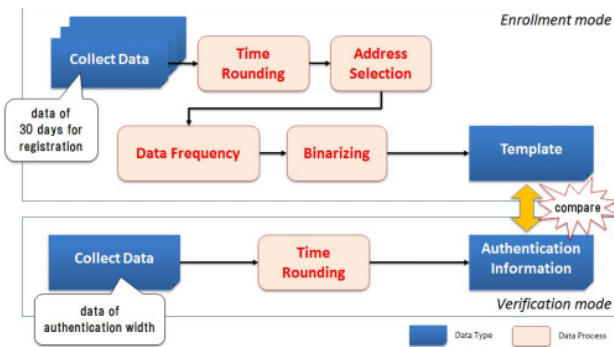 Enrollment mode
Collect Data
Time
Rounding
Address
Selection
data of
30 days for
registration
Data Frequency
Binarizing
Template
compare
Collect Data
Time
Rounding
Authentication
Information
data of
authentication width
Verification mode
Data Type
Data Process